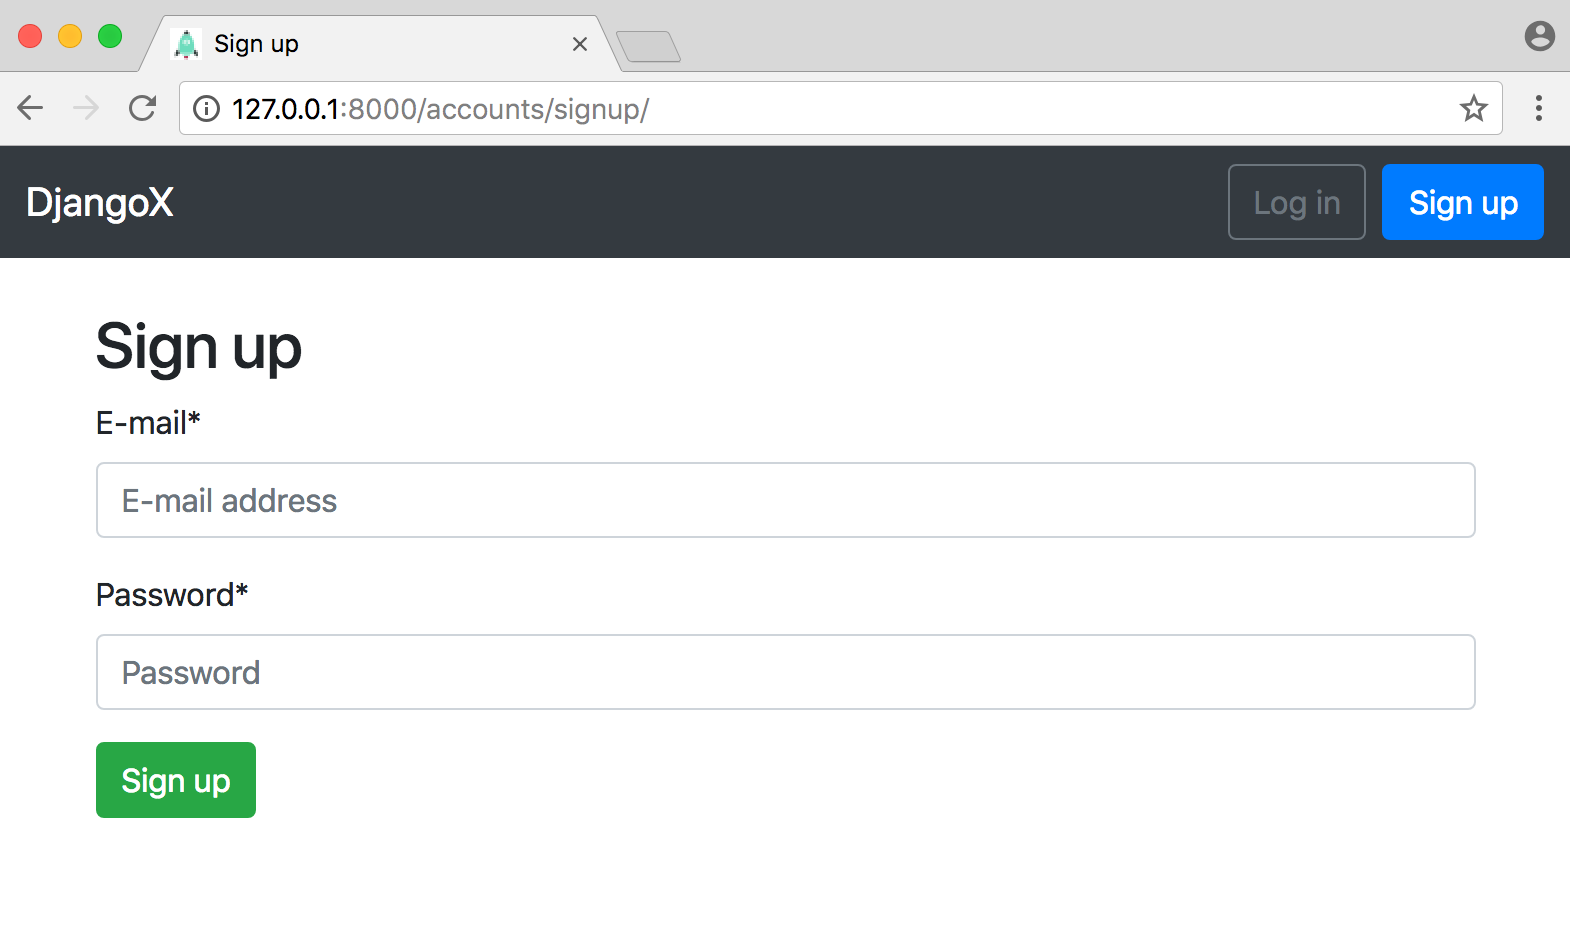 Sign up
127.0.0.1:8000/accounts/signup/
DjangoX Log in Sign up
Sign up
E-mail*
E-mail address
Password*
Password
Sign up